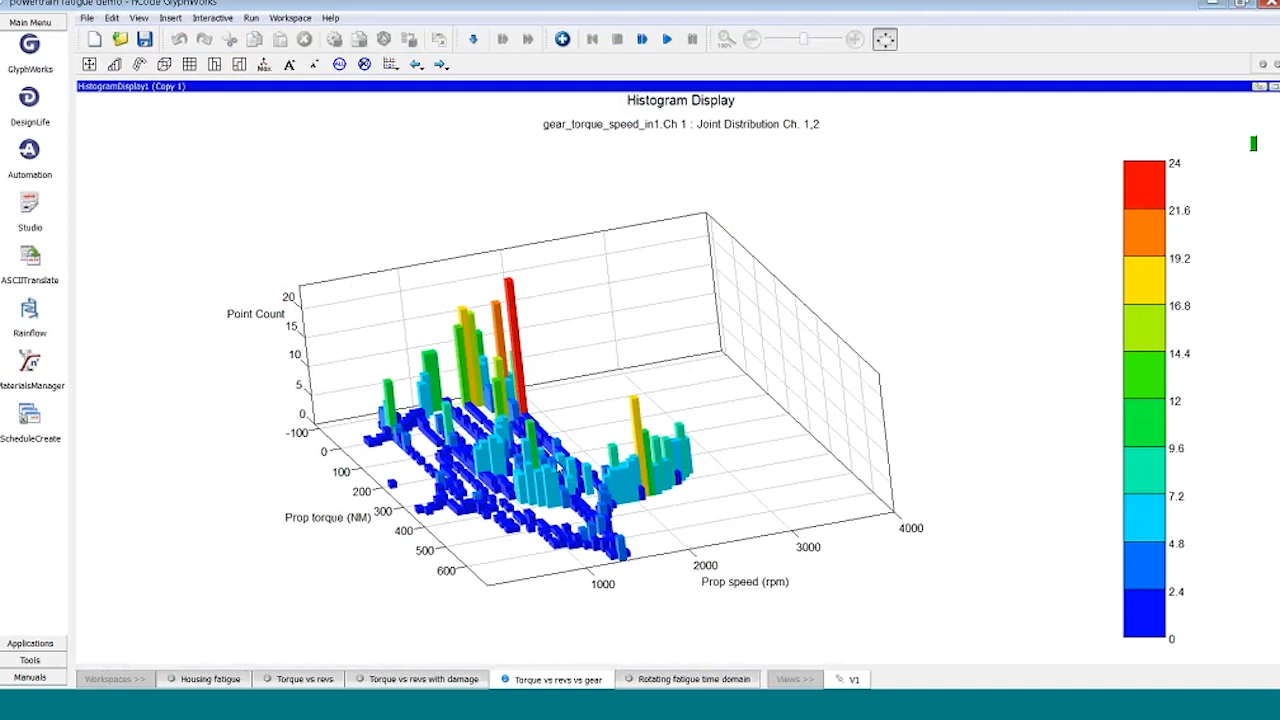 powertrain fatigue demo - nCode GlyphWorks
Main Menu
File Edit View Insert Interactive Run Workspace Help
GlyphWorks
DesignLife
Automation
Studio
ASCIITranslate
Rainflow
MaterialsManager
ScheduleCreate
Applications
Tools
Manuals
100%
Max
ALL
HistogramDisplay1 (Copy 1)
Histogram Display
gear_torque_speed_in1.Ch 1 : Joint Distribution Ch. 1,2
Point Count
20
15
10
5
0
-100
0
100
200
300
400
500
600
Prop torque (NM)
1000
2000
3000
4000
Prop speed (rpm)
24
21.6
19.2
16.8
14.4
12
9.6
7.2
4.8
2.4
0
Workspaces >> Housing fatigue Torque vs revs Torque vs revs with damage Torque vs revs vs gear Rotating fatigue time domain Views >> V1